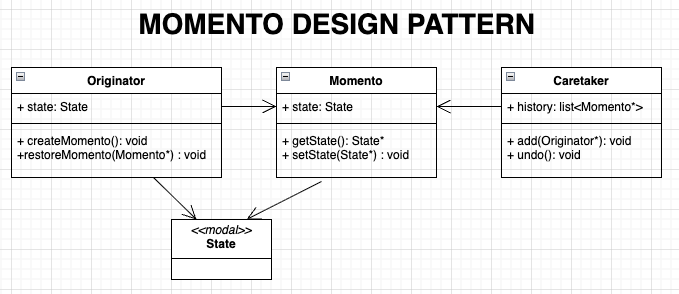 MOMENTO DESIGN PATTERN
Originator
+ state: State
+ createMomento(): void
+restoreMomento(Momento*) : void
Momento
+ state: State
+ getState(): State*
+ setState(State*) : void
Caretaker
+ history: list<Momento*>
+ add(Originator*): void
+ undo(): void
<<modal>>
State